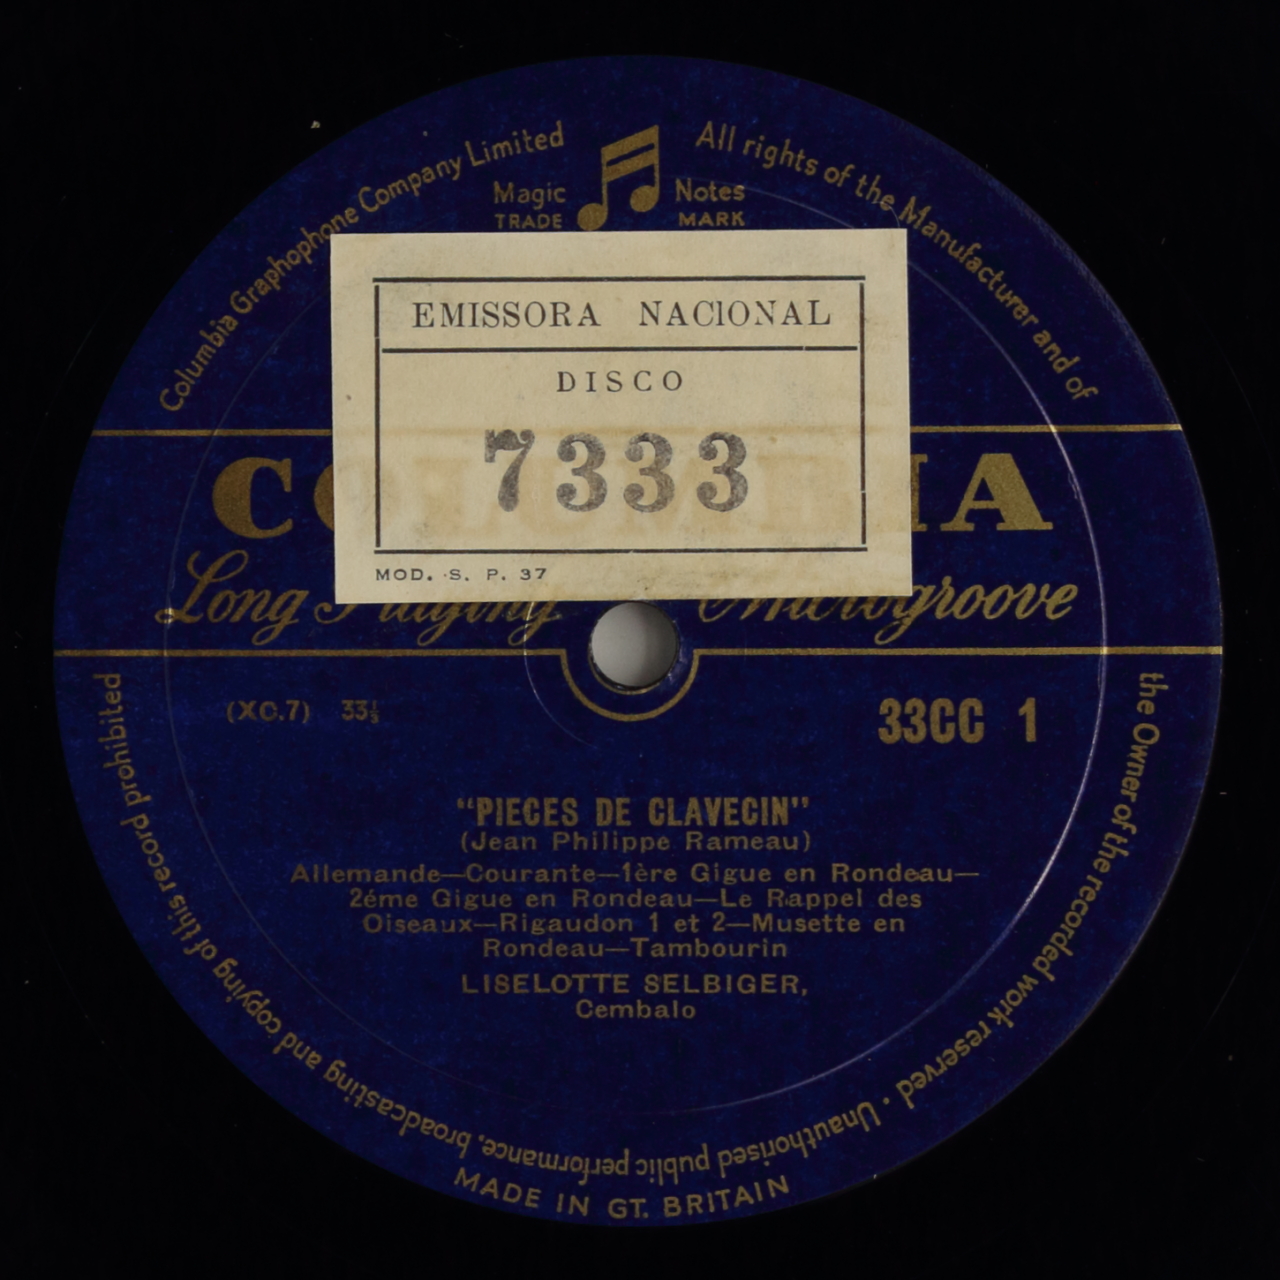 Columbia Graphophone Company Limited
All rights of the Manufacturer and of the Owner of the recorded work reserved · Unauthorised public performance, broadcasting and copying of this record prohibited
Magic Notes
TRADE MARK
EMISSORA NACIONAL
DISCO
7333
MOD. S. P. 37
COLUMBIA
Long Playing Microgroove
(XC.7) 33⅓
33CC 1
“PIECES DE CLAVECIN”
(Jean Philippe Rameau)
Allemande—Courante—1ère Gigue en Rondeau—
2éme Gigue en Rondeau—Le Rappel des
Oiseaux—Rigaudon 1 et 2—Musette en
Rondeau—Tambourin
LISELOTTE SELBIGER,
Cembalo
MADE IN GT. BRITAIN